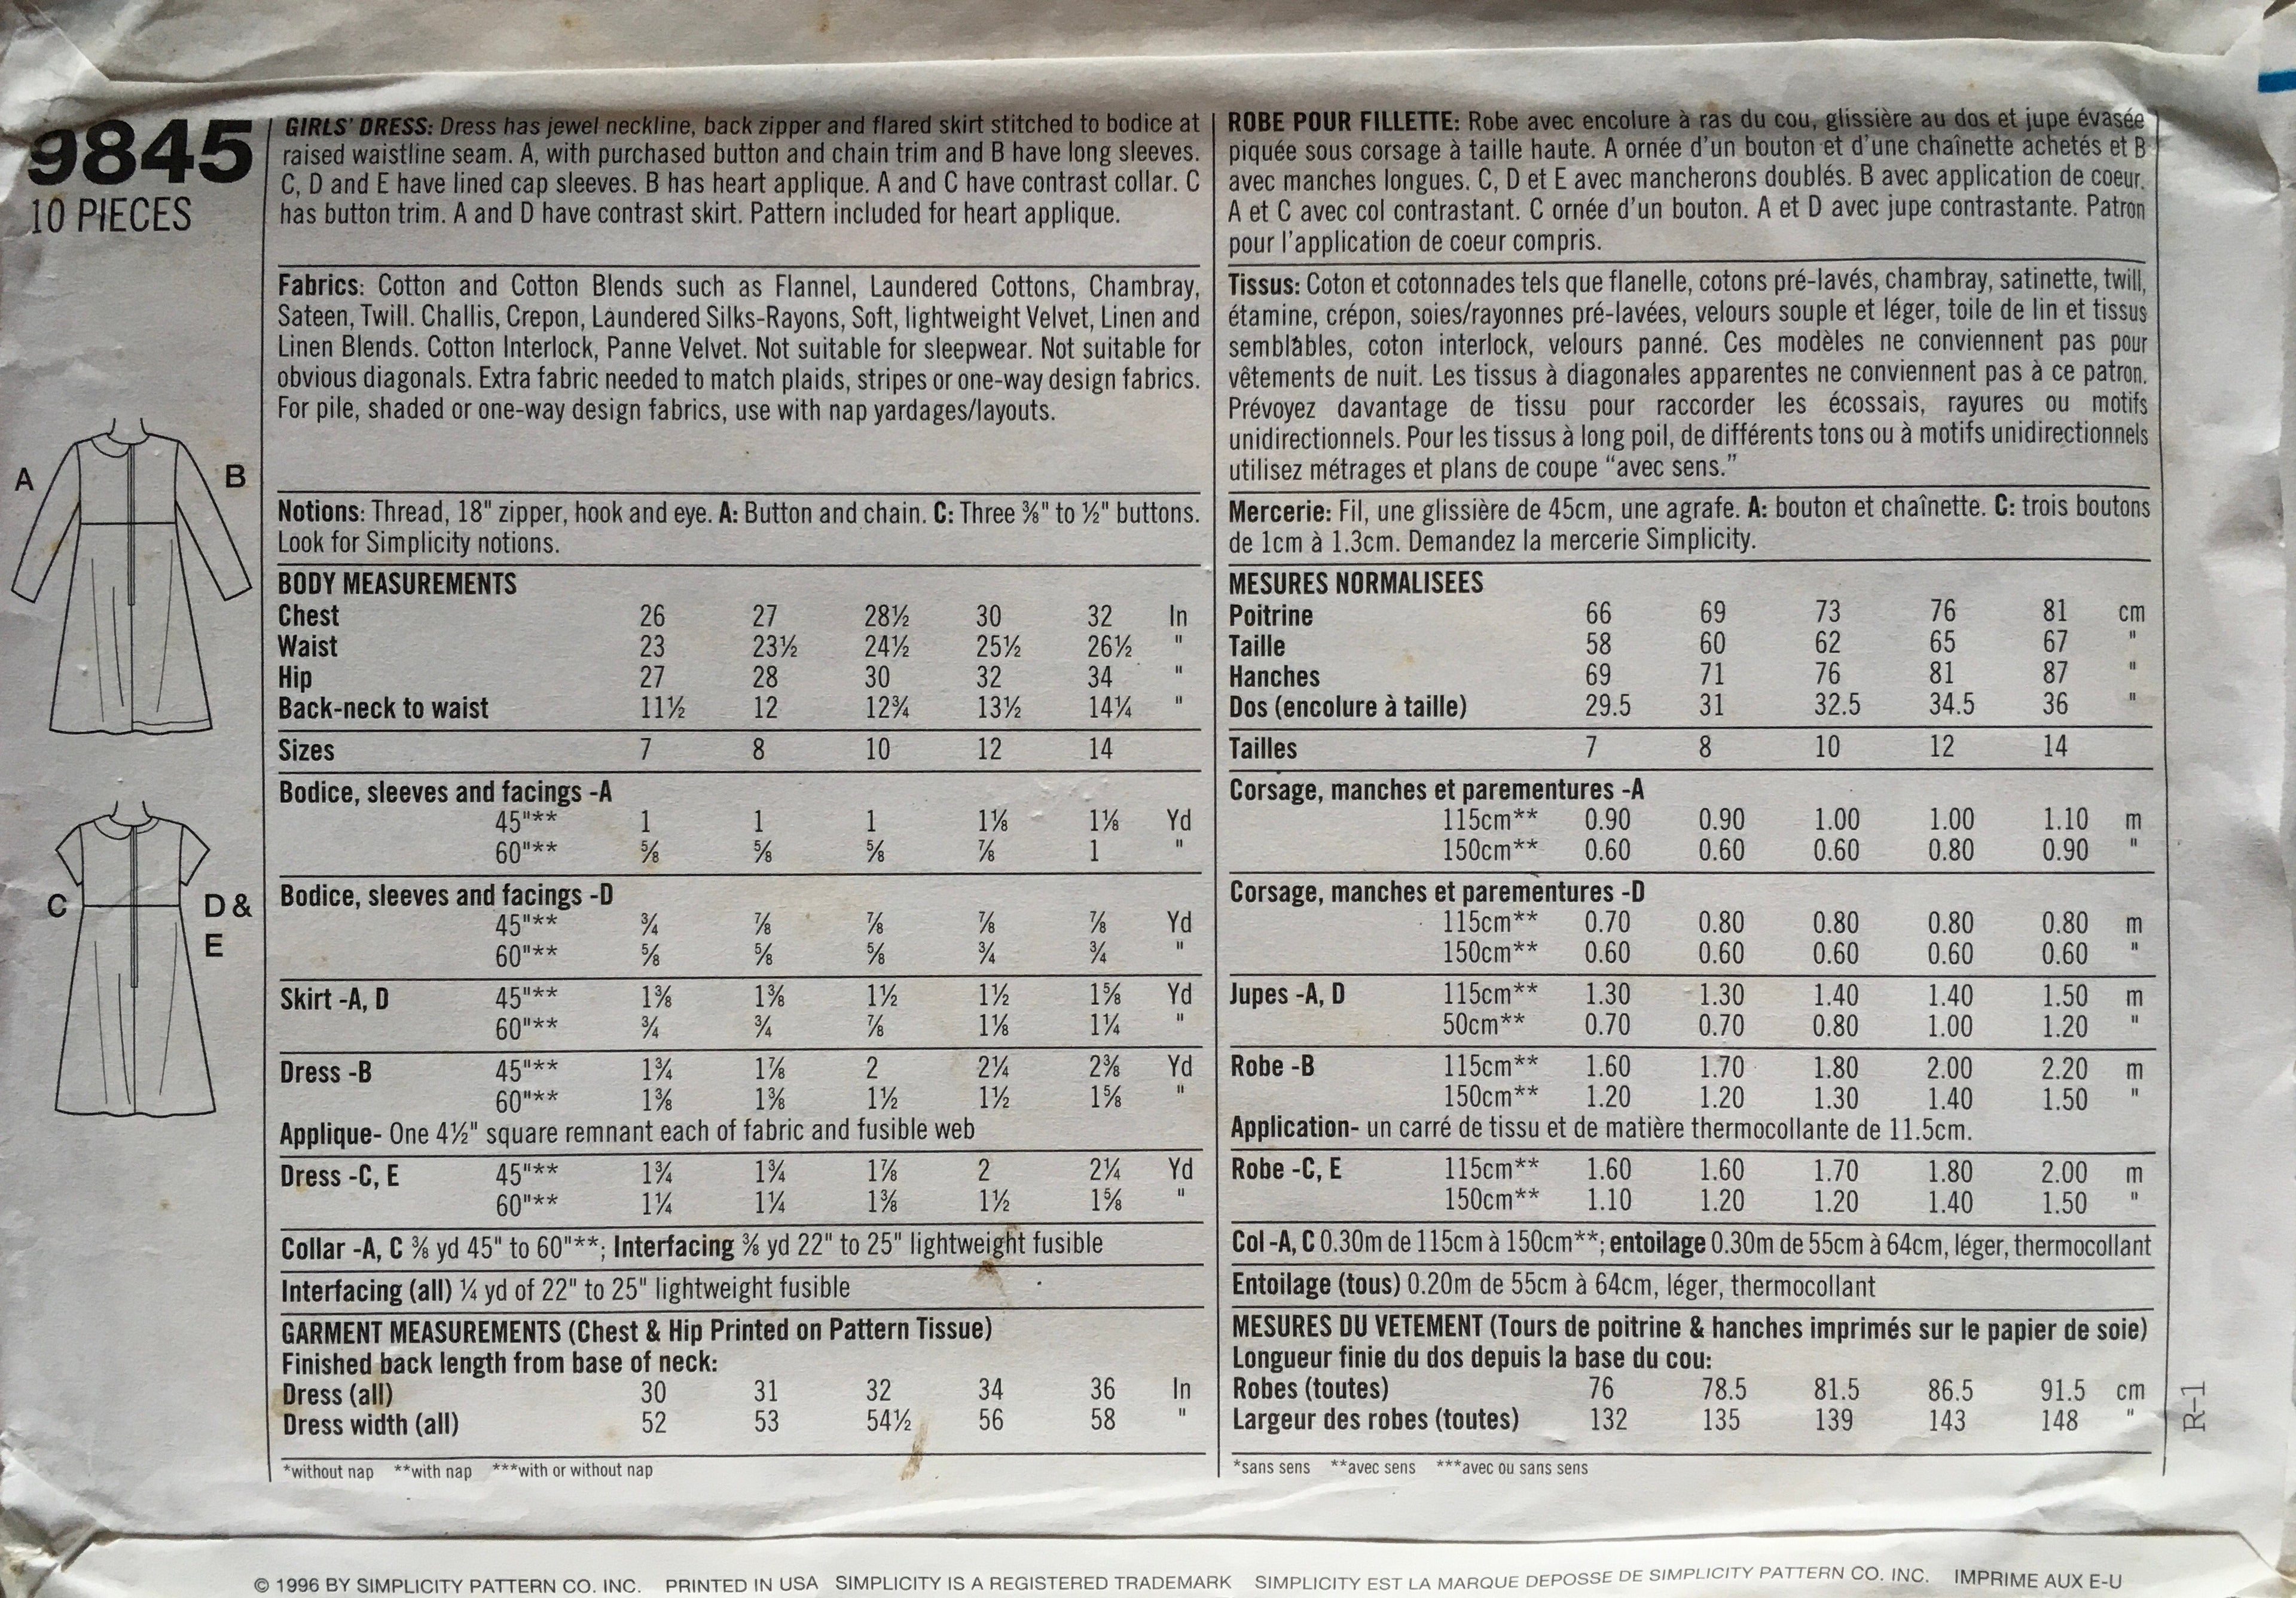 9845
10 PIECES
A
B
C
D &
E
GIRLS' DRESS: Dress has jewel neckline, back zipper and flared skirt stitched to bodice at
raised waistline seam. A, with purchased button and chain trim and B have long sleeves.
C, D and E have lined cap sleeves. B has heart applique. A and C have contrast collar. C
has button trim. A and D have contrast skirt. Pattern included for heart applique.
Fabrics: Cotton and Cotton Blends such as Flannel, Laundered Cottons, Chambray,
Sateen, Twill. Challis, Crepon, Laundered Silks-Rayons, Soft, lightweight Velvet, Linen and
Linen Blends. Cotton Interlock, Panne Velvet. Not suitable for sleepwear. Not suitable for
obvious diagonals. Extra fabric needed to match plaids, stripes or one-way design fabrics.
For pile, shaded or one-way design fabrics, use with nap yardages/layouts.
Notions: Thread, 18" zipper, hook and eye. A: Button and chain. C: Three ⅜" to ½" buttons.
Look for Simplicity notions.
BODY MEASUREMENTS
Chest 26 27 28½ 30 32 In
Waist 23 23½ 24½ 25½ 26½ "
Hip 27 28 30 32 34 "
Back-neck to waist 11½ 12 12¾ 13½ 14¼ "
Sizes 7 8 10 12 14
Bodice, sleeves and facings -A
45"** 1 1 1 1⅛ 1⅛ Yd
60"** ⅝ ⅝ ⅝ ⅞ 1 "
Bodice, sleeves and facings -D
45"** ¾ ⅞ ⅞ ⅞ ⅞ Yd
60"** ⅝ ⅝ ⅝ ¾ ¾ "
Skirt -A, D 45"** 1⅜ 1⅜ 1½ 1½ 1⅝ Yd
60"** ¾ ¾ ⅞ 1⅛ 1¼ "
Dress -B 45"** 1¾ 1⅞ 2 2¼ 2⅜ Yd
60"** 1⅜ 1⅜ 1½ 1½ 1⅝ "
Applique- One 4½" square remnant each of fabric and fusible web
Dress -C, E 45"** 1¾ 1¾ 1⅞ 2 2¼ Yd
60"** 1¼ 1¼ 1⅜ 1½ 1⅝ "
Collar -A, C ⅜ yd 45" to 60"**; Interfacing ⅜ yd 22" to 25" lightweight fusible
Interfacing (all) ¼ yd of 22" to 25" lightweight fusible
GARMENT MEASUREMENTS (Chest & Hip Printed on Pattern Tissue)
Finished back length from base of neck:
Dress (all) 30 31 32 34 36 In
Dress width (all) 52 53 54½ 56 58 "
*without nap **with nap ***with or without nap
ROBE POUR FILLETTE: Robe avec encolure à ras du cou, glissière au dos et jupe évasée
piquée sous corsage à taille haute. A ornée d'un bouton et d'une chaînette achetés et B
avec manches longues. C, D et E avec mancherons doublés. B avec application de coeur.
A et C avec col contrastant. C ornée d'un bouton. A et D avec jupe contrastante. Patron
pour l'application de coeur compris.
Tissus: Coton et cotonnades tels que flanelle, cotons pré-lavés, chambray, satinette, twill,
étamine, crépon, soies/rayonnes pré-lavées, velours souple et léger, toile de lin et tissus
semblables, coton interlock, velours panné. Ces modèles ne conviennent pas pour
vêtements de nuit. Les tissus à diagonales apparentes ne conviennent pas à ce patron.
Prévoyez davantage de tissu pour raccorder les écossais, rayures ou motifs
unidirectionnels. Pour les tissus à long poil, de différents tons ou à motifs unidirectionnels
utilisez métrages et plans de coupe "avec sens."
Mercerie: Fil, une glissière de 45cm, une agrafe. A: bouton et chaînette. C: trois boutons
de 1cm à 1.3cm. Demandez la mercerie Simplicity.
MESURES NORMALISEES
Poitrine 66 69 73 76 81 cm
Taille 58 60 62 65 67 "
Hanches 69 71 76 81 87 "
Dos (encolure à taille) 29.5 31 32.5 34.5 36 "
Tailles 7 8 10 12 14
Corsage, manches et parementures -A
115cm** 0.90 0.90 1.00 1.00 1.10 m
150cm** 0.60 0.60 0.60 0.80 0.90 "
Corsage, manches et parementures -D
115cm** 0.70 0.80 0.80 0.80 0.80 m
150cm** 0.60 0.60 0.60 0.60 0.60 "
Jupes -A, D 115cm** 1.30 1.30 1.40 1.40 1.50 m
50cm** 0.70 0.70 0.80 1.00 1.20 "
Robe -B 115cm** 1.60 1.70 1.80 2.00 2.20 m
150cm** 1.20 1.20 1.30 1.40 1.50 "
Application- un carré de tissu et de matière thermocollante de 11.5cm.
Robe -C, E 115cm** 1.60 1.60 1.70 1.80 2.00 m
150cm** 1.10 1.20 1.20 1.40 1.50 "
Col -A, C 0.30m de 115cm à 150cm**; entoilage 0.30m de 55cm à 64cm, léger, thermocollant
Entoilage (tous) 0.20m de 55cm à 64cm, léger, thermocollant
MESURES DU VETEMENT (Tours de poitrine & hanches imprimés sur le papier de soie)
Longueur finie du dos depuis la base du cou:
Robes (toutes) 76 78.5 81.5 86.5 91.5 cm
Largeur des robes (toutes) 132 135 139 143 148 "
*sans sens **avec sens ***avec ou sans sens
R-1
© 1996 BY SIMPLICITY PATTERN CO. INC. PRINTED IN USA SIMPLICITY IS A REGISTERED TRADEMARK SIMPLICITY EST LA MARQUE DEPOSSE DE SIMPLICITY PATTERN CO. INC. IMPRIME AUX E-U